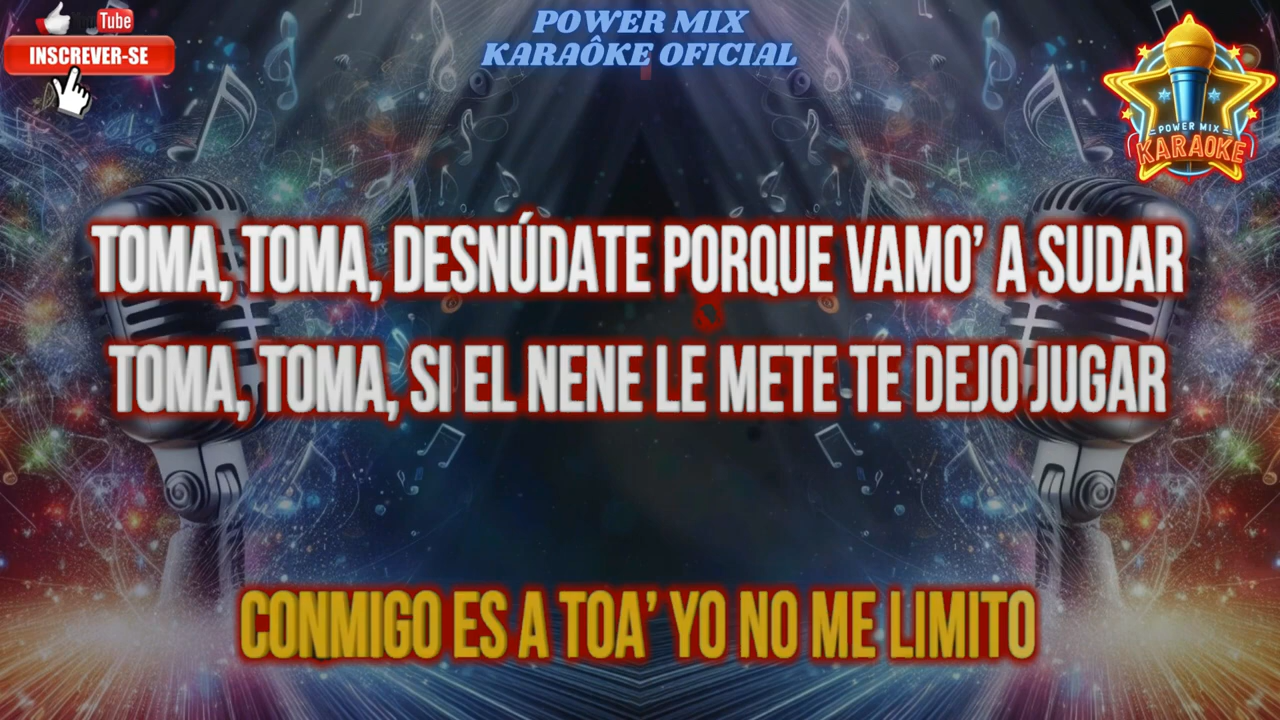 Tube
INSCREVER-SE
POWER MIX
KARAÔKE OFICIAL
POWER MIX
KARAOKE
TOMA, TOMA, DESNÚDATE PORQUE VAMO' A SUDAR
TOMA, TOMA, SI EL NENE LE METE TE DEJO JUGAR
CONMIGO ES A TOA' YO NO ME LIMITO